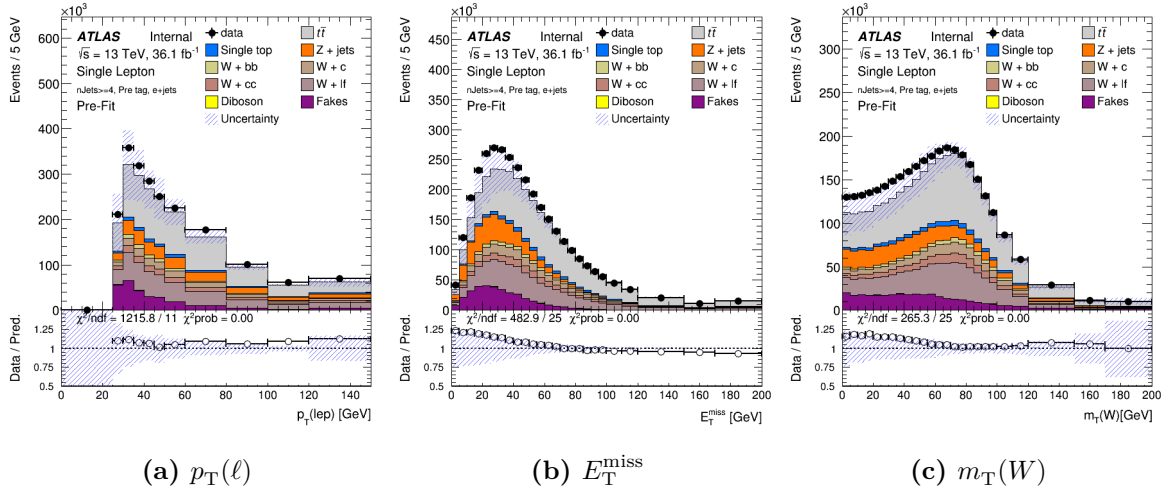 ×10³
Events / 5 GeV
600
500
400
300
200
100
0
ATLAS Internal
√s = 13 TeV, 36.1 fb⁻¹
Single Lepton
nJets>=4, Pre tag, e+jets
Pre-Fit
data
tt̄
Single top
Z + jets
W + bb
W + c
W + cc
W + lf
Diboson
Fakes
Uncertainty
Data / Pred.
1.25
1
0.75
0.5
χ²/ndf = 1215.8 / 11 χ²prob = 0.00
0 20 40 60 80 100 120 140
p_T(lep) [GeV]
×10³
Events / 5 GeV
450
400
350
300
250
200
150
100
50
0
ATLAS Internal
√s = 13 TeV, 36.1 fb⁻¹
Single Lepton
nJets>=4, Pre tag, e+jets
Pre-Fit
data
tt̄
Single top
Z + jets
W + bb
W + c
W + cc
W + lf
Diboson
Fakes
Uncertainty
Data / Pred.
1.25
1
0.75
0.5
χ²/ndf = 482.9 / 25 χ²prob = 0.00
0 20 40 60 80 100 120 140 160 180 200
E_T^miss [GeV]
×10³
Events / 5 GeV
300
250
200
150
100
50
0
ATLAS Internal
√s = 13 TeV, 36.1 fb⁻¹
Single Lepton
nJets>=4, Pre tag, e+jets
Pre-Fit
data
tt̄
Single top
Z + jets
W + bb
W + c
W + cc
W + lf
Diboson
Fakes
Uncertainty
Data / Pred.
1.25
1
0.75
0.5
χ²/ndf = 265.3 / 25 χ²prob = 0.00
0 20 40 60 80 100 120 140 160 180 200
m_T(W)[GeV]
(a) p_T(ℓ)
(b) E_T^miss
(c) m_T(W)